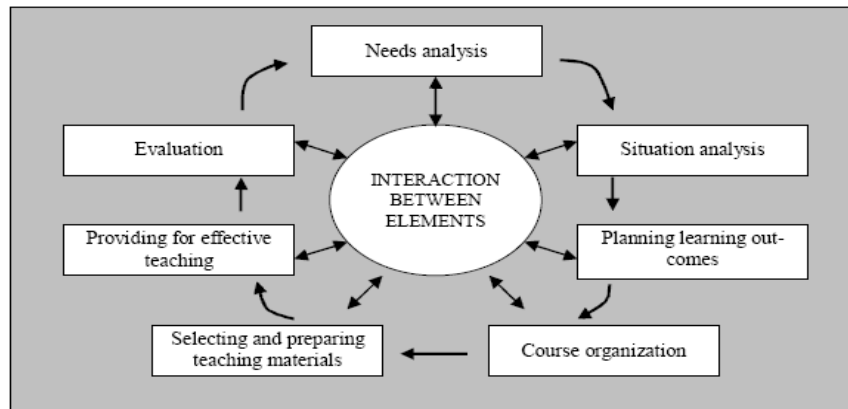 Needs analysis
Evaluation
Situation analysis
INTERACTION
BETWEEN
ELEMENTS
Providing for effective
teaching
Planning learning out-
comes
Selecting and preparing
teaching materials
Course organization